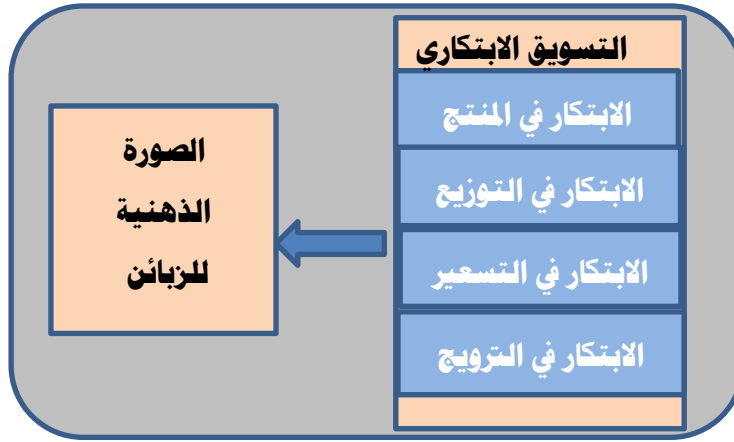 التسويق الابتكاري
الابتكار في المنتج
الابتكار في التوزيع
الابتكار في التسعير
الابتكار في الترويج
الصورة
الذهنية
للزبائن